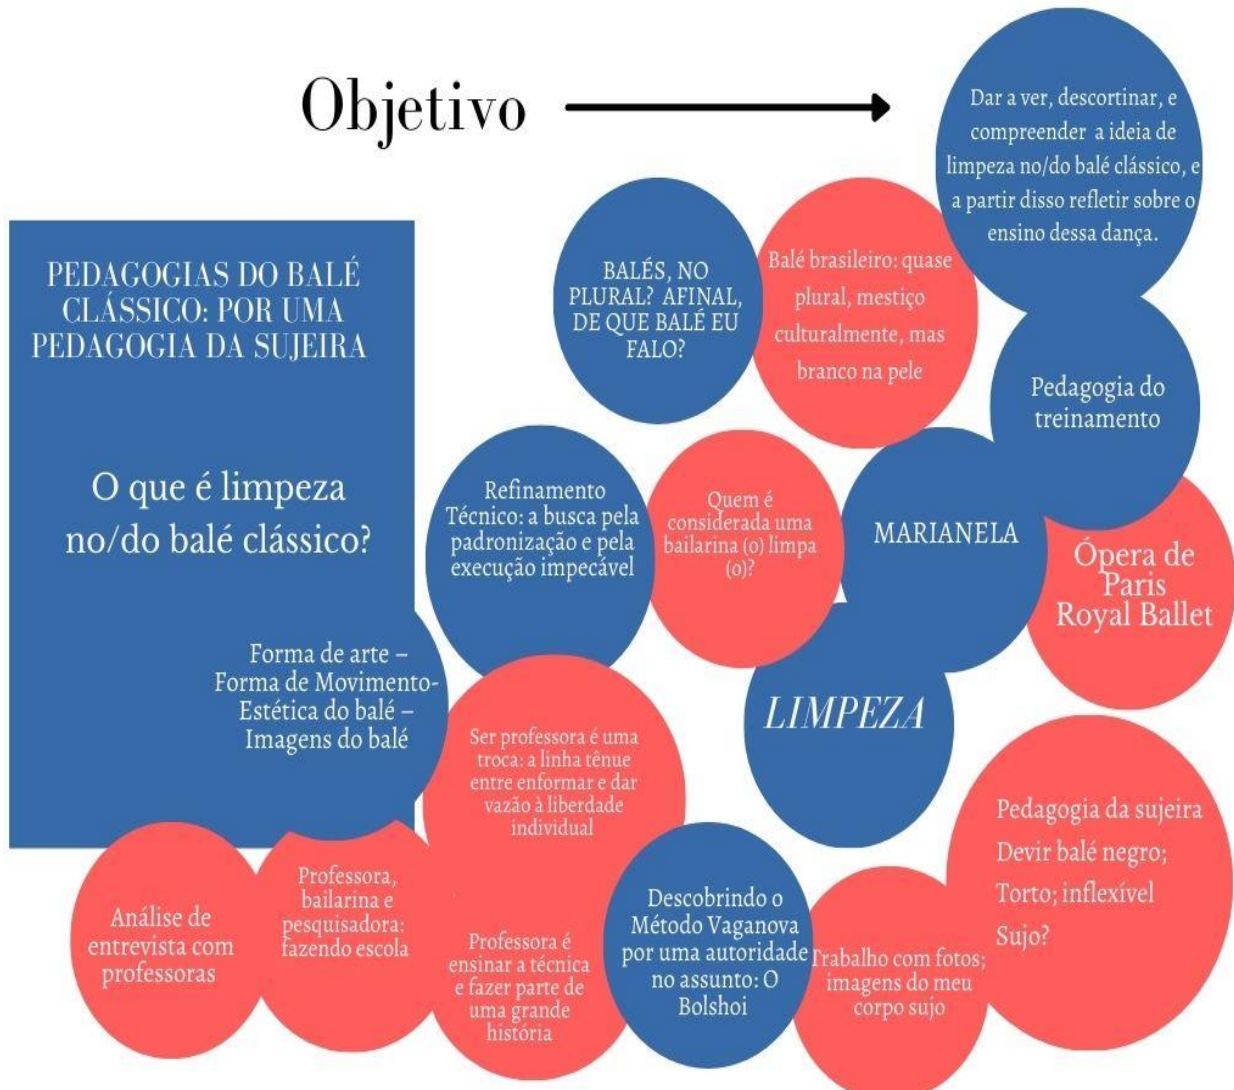 Objetivo
Dar a ver, descortinar, e
compreender a ideia de
limpeza no/do balé clássico, e
a partir disso refletir sobre o
ensino dessa dança.
PEDAGOGIAS DO BALÉ
CLÁSSICO: POR UMA
PEDAGOGIA DA SUJEIRA
O que é limpeza
no/do balé clássico?
BALÉS, NO
PLURAL? AFINAL,
DE QUE BALÉ EU
FALO?
Balé brasileiro: quase
plural, mestiço
culturalmente, mas
branco na pele
Pedagogia do
treinamento
Refinamento
Técnico: a busca pela
padronização e pela
execução impecável
Quem é
considerada uma
bailarina (o) limpa
(o)?
MARIANELA
Ópera de
Paris
Royal Ballet
Forma de arte –
Forma de Movimento-
Estética do balé –
Imagens do balé
LIMPEZA
Ser professora é uma
troca: a linha tênue
entre enformar e dar
vazão à liberdade
individual
Pedagogia da sujeira
Devir balé negro;
Torto; inflexível
Sujo?
Análise de
entrevista com
professoras
Professora,
bailarina e
pesquisadora:
fazendo escola
Professora é
ensinar a técnica
e fazer parte de
uma grande
história
Descobrindo o
Método Vaganova
por uma autoridade
no assunto: O
Bolshoi
Trabalho com fotos;
imagens do meu
corpo sujo